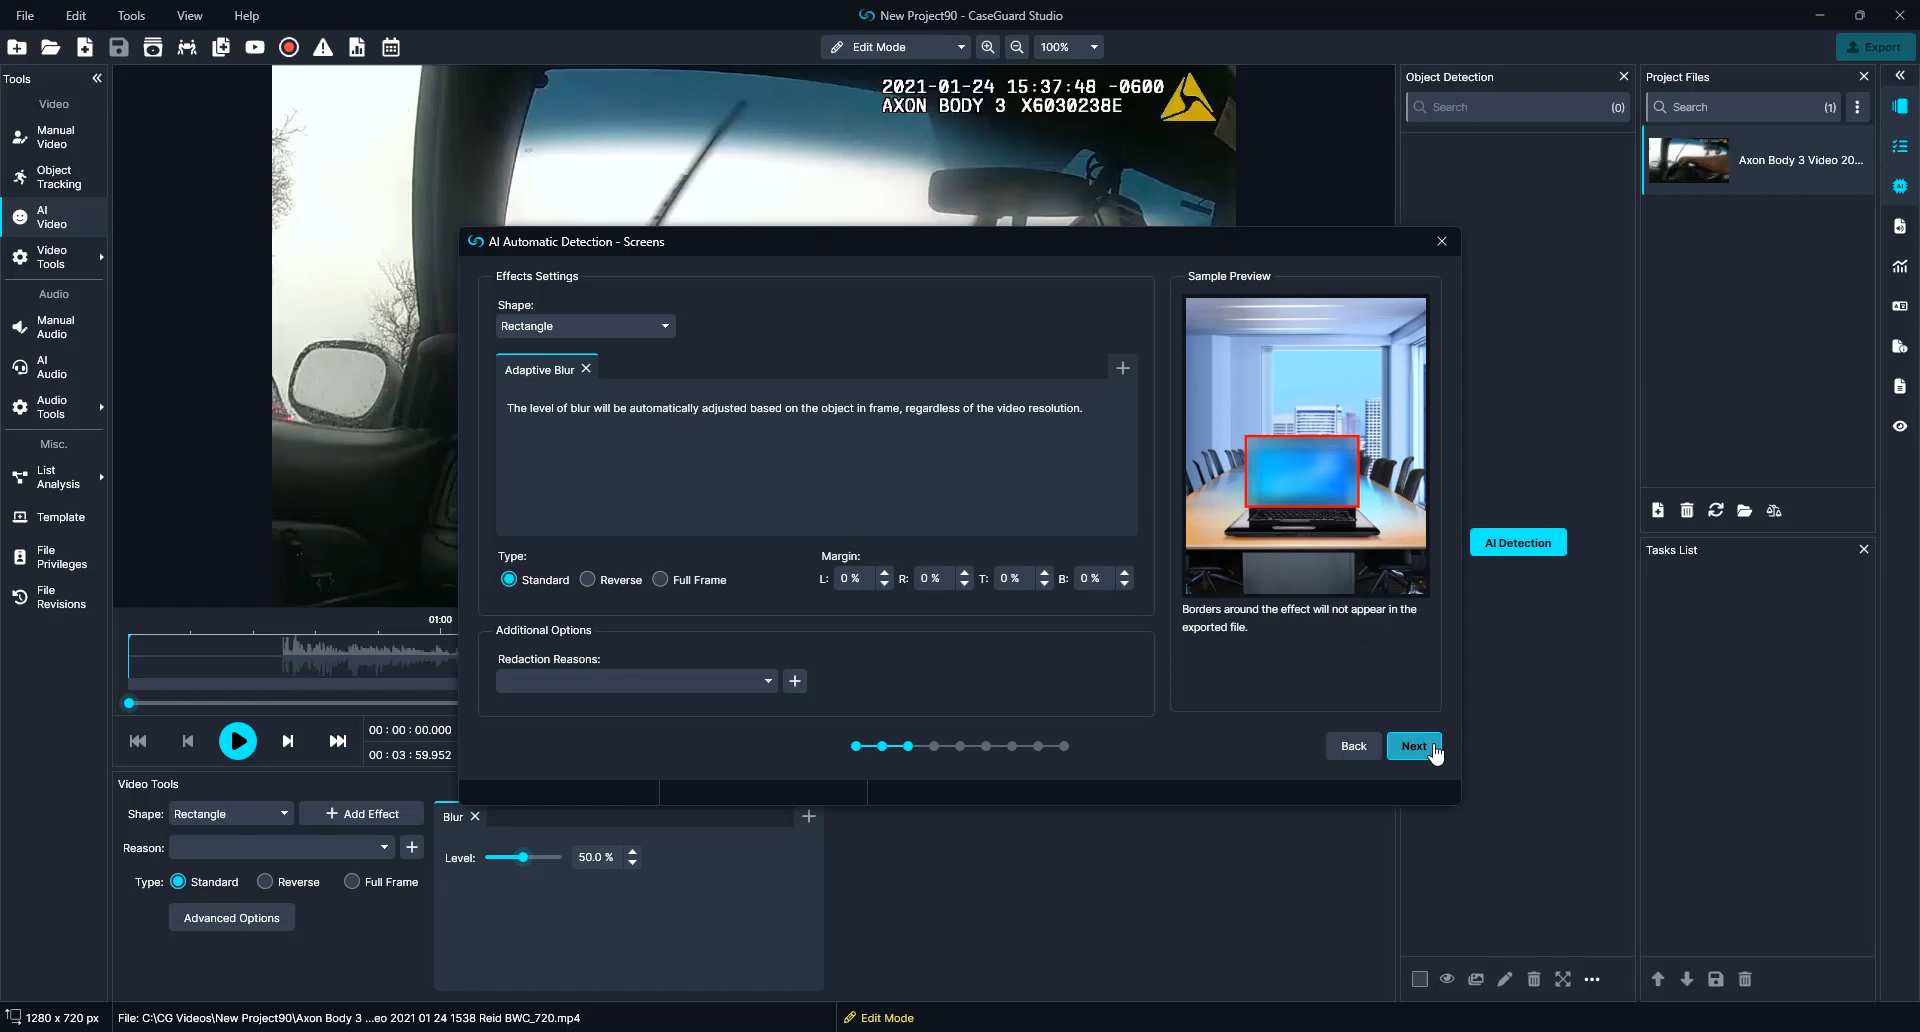 File Edit Tools View Help
New Project90 - CaseGuard Studio
Edit Mode
100%
Export
Tools
Video
Manual
Video
Object
Tracking
AI
Video
Video
Tools
Audio
Manual
Audio
AI
Audio
Audio
Tools
Misc.
List
Analysis
Template
File
Privileges
File
Revisions
2021-01-24 15:37:48 -0600
AXON BODY 3 X6030238E
AI Automatic Detection - Screens
Effects Settings
Shape:
Rectangle
Adaptive Blur
The level of blur will be automatically adjusted based on the object in frame, regardless of the video resolution.
Type:
Standard Reverse Full Frame
Margin:
L: 0 % R: 0 % T: 0 % B: 0 %
Additional Options
Redaction Reasons:
Sample Preview
Borders around the effect will not appear in the
exported file.
Back Next
01:00
00 : 00 : 00.000
00 : 03 : 59.952
Video Tools
Shape: Rectangle + Add Effect
Reason:
Type: Standard Reverse Full Frame
Advanced Options
Blur
Level: 50.0 %
Object Detection
Search (0)
AI Detection
Project Files
Search (1)
Axon Body 3 Video 20...
Tasks List
1280 x 720 px
File: C:\CG Videos\New Project90\Axon Body 3 ...eo 2021 01 24 1538 Reid BWC_720.mp4
Edit Mode